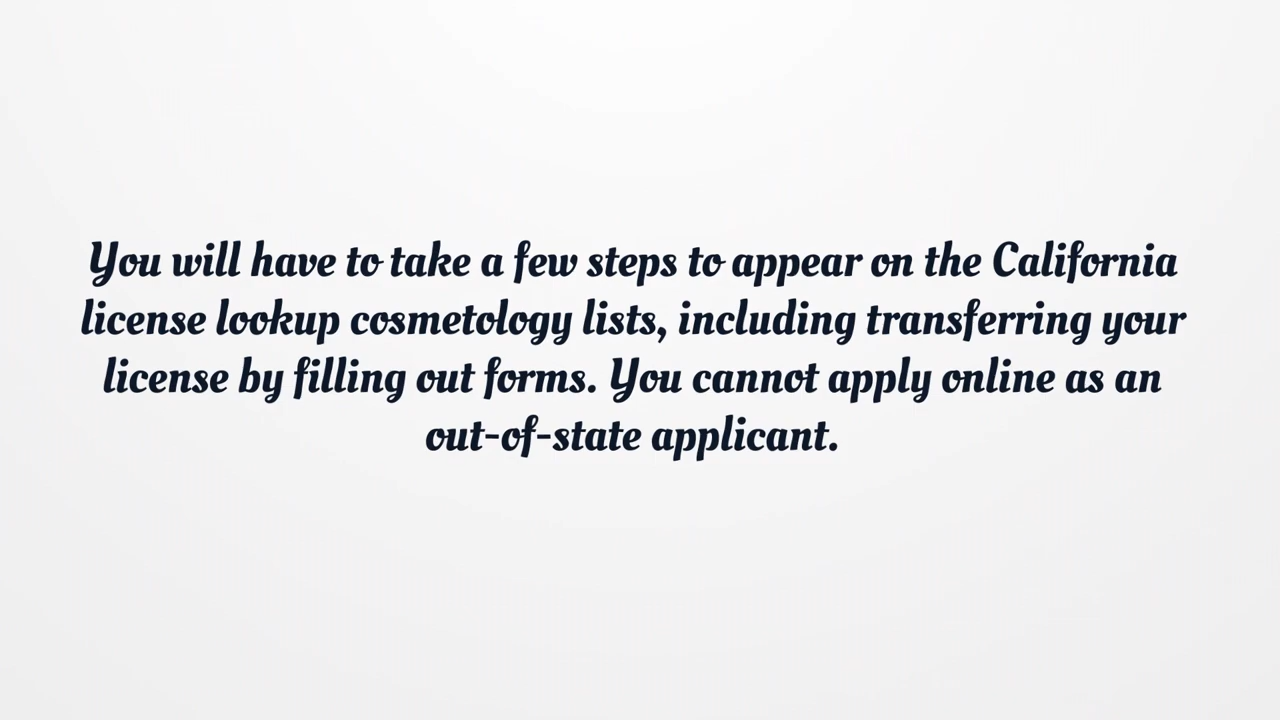 You will have to take a few steps to appear on the California
license lookup cosmetology lists, including transferring your
license by filling out forms. You cannot apply online as an
out-of-state applicant.